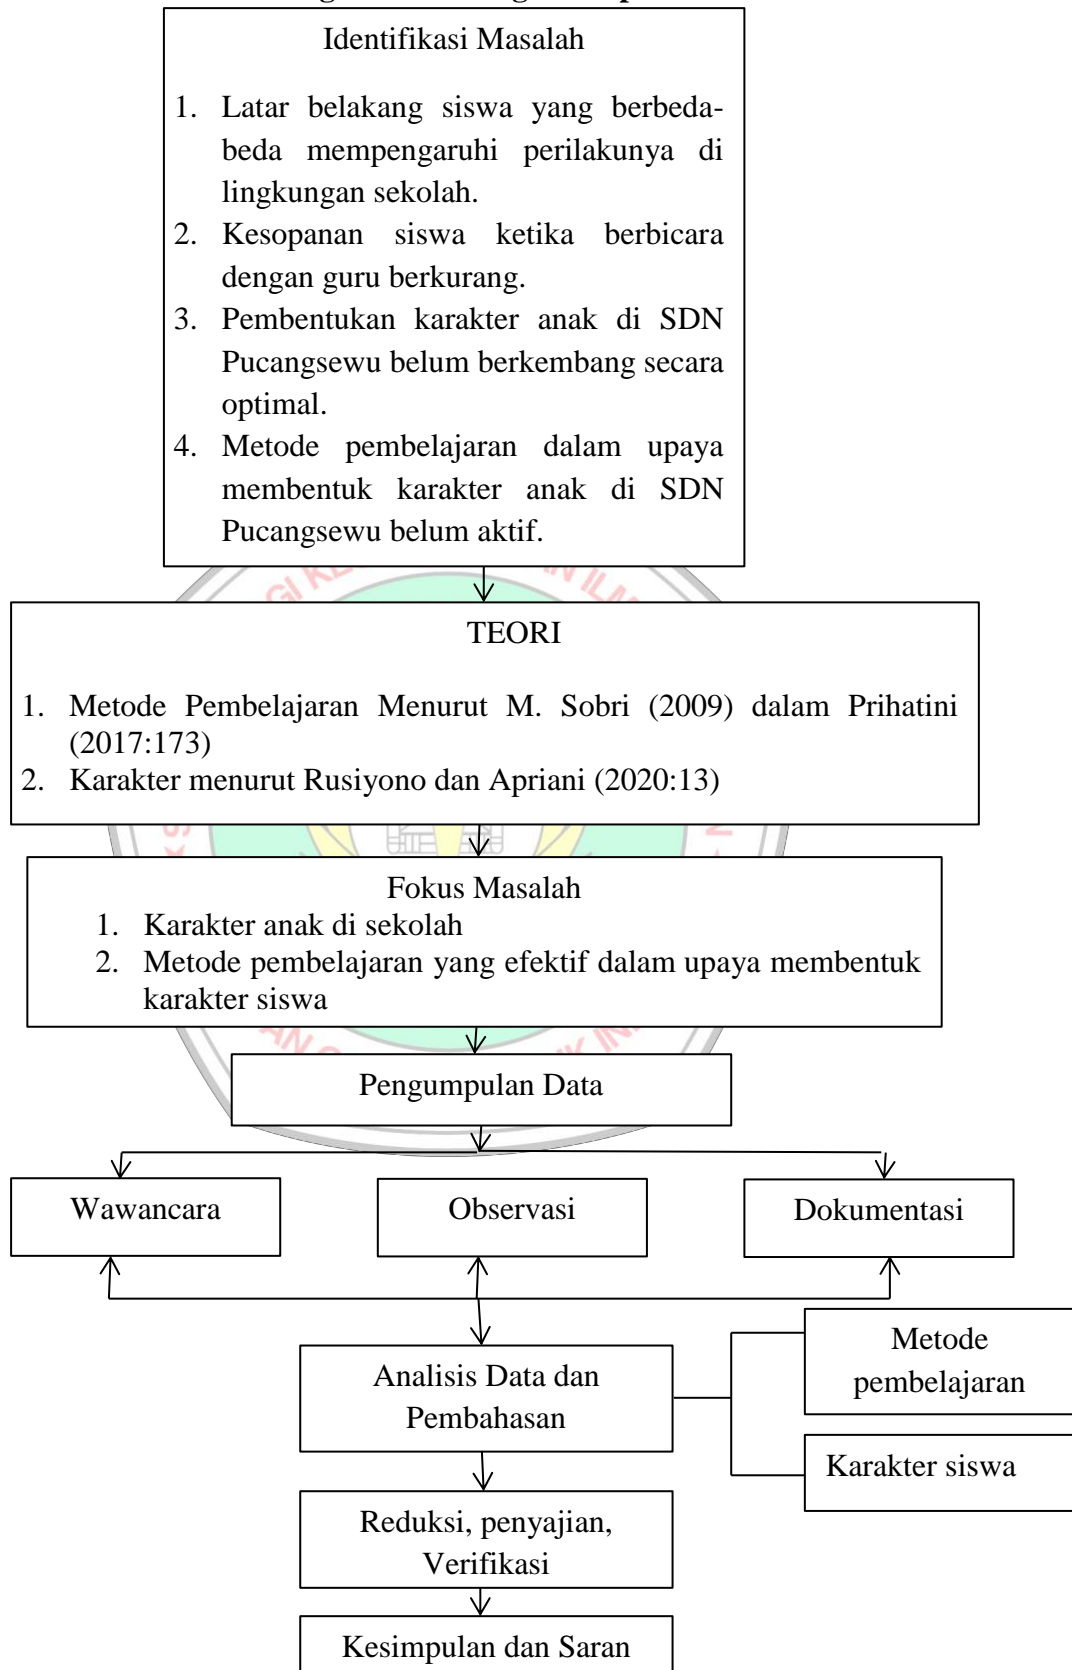 Identifikasi Masalah
1. Latar belakang siswa yang berbeda-
beda mempengaruhi perilakunya di
lingkungan sekolah.
2. Kesopanan siswa ketika berbicara
dengan guru berkurang.
3. Pembentukan karakter anak di SDN
Pucangsewu belum berkembang secara
optimal.
4. Metode pembelajaran dalam upaya
membentuk karakter anak di SDN
Pucangsewu belum aktif.
TEORI
1. Metode Pembelajaran Menurut M. Sobri (2009) dalam Prihatini
(2017:173)
2. Karakter menurut Rusiyono dan Apriani (2020:13)
Fokus Masalah
1. Karakter anak di sekolah
2. Metode pembelajaran yang efektif dalam upaya membentuk
karakter siswa
Pengumpulan Data
Wawancara
Observasi
Dokumentasi
Analisis Data dan
Pembahasan
Metode
pembelajaran
Karakter siswa
Reduksi, penyajian,
Verifikasi
Kesimpulan dan Saran